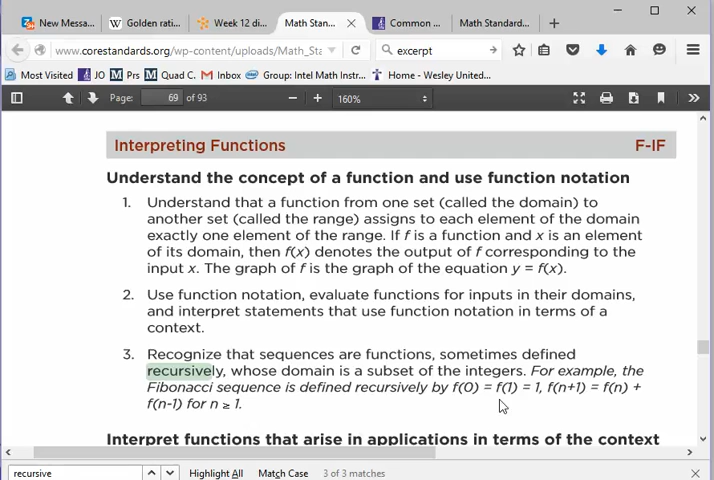 New Messa...
Golden rati...
Week 12 di...
Math Stan...
Common ...
Math Standard...
www.corestandards.org/wp-content/uploads/Math_Sta
excerpt
Most Visited
JO
Prs
Quad C.
Inbox
Group: Intel Math Instr...
Home - Wesley United...
Page: 69 of 93
160%
Interpreting Functions F-IF
Understand the concept of a function and use function notation
1. Understand that a function from one set (called the domain) to
another set (called the range) assigns to each element of the domain
exactly one element of the range. If f is a function and x is an element
of its domain, then f(x) denotes the output of f corresponding to the
input x. The graph of f is the graph of the equation y = f(x).
2. Use function notation, evaluate functions for inputs in their domains,
and interpret statements that use function notation in terms of a
context.
3. Recognize that sequences are functions, sometimes defined
recursively, whose domain is a subset of the integers. For example, the
Fibonacci sequence is defined recursively by f(0) = f(1) = 1, f(n+1) = f(n) +
f(n-1) for n ≥ 1.
Interpret functions that arise in applications in terms of the context
recursive
Highlight All
Match Case
3 of 3 matches